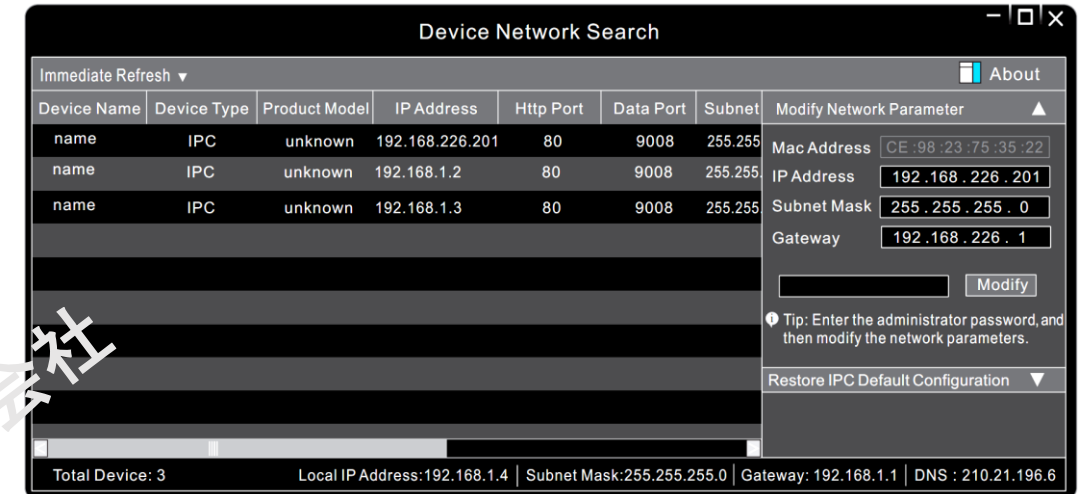 Device Network Search
Immediate Refresh ▼ About
Device Name Device Type Product Model IP Address Http Port Data Port Subnet
name IPC unknown 192.168.226.201 80 9008 255.255
name IPC unknown 192.168.1.2 80 9008 255.255.
name IPC unknown 192.168.1.3 80 9008 255.255.
Modify Network Parameter
Mac Address CE:98:23:75:35:22
IP Address 192.168.226.201
Subnet Mask 255.255.255.0
Gateway 192.168.226.1
Modify
Tip: Enter the administrator password, and
then modify the network parameters.
Restore IPC Default Configuration
会社
Total Device: 3 Local IP Address:192.168.1.4 Subnet Mask:255.255.255.0 Gateway: 192.168.1.1 DNS : 210.21.196.6